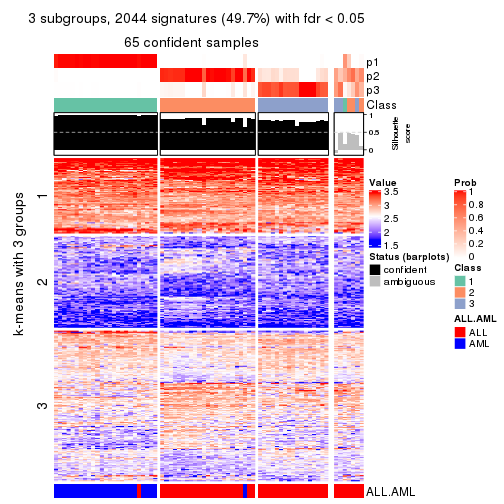 3 subgroups, 2044 signatures (49.7%) with fdr < 0.05
65 confident samples
p1
p2
p3
Class
1
0.5
0
Silhouette
score
k-means with 3 groups
1
2
3
ALL.AML
Value
3.5
3
2.5
2
1.5
Status (barplots)
confident
ambiguous
Prob
1
0.8
0.6
0.4
0.2
0
Class
1
2
3
ALL.AML
ALL
AML